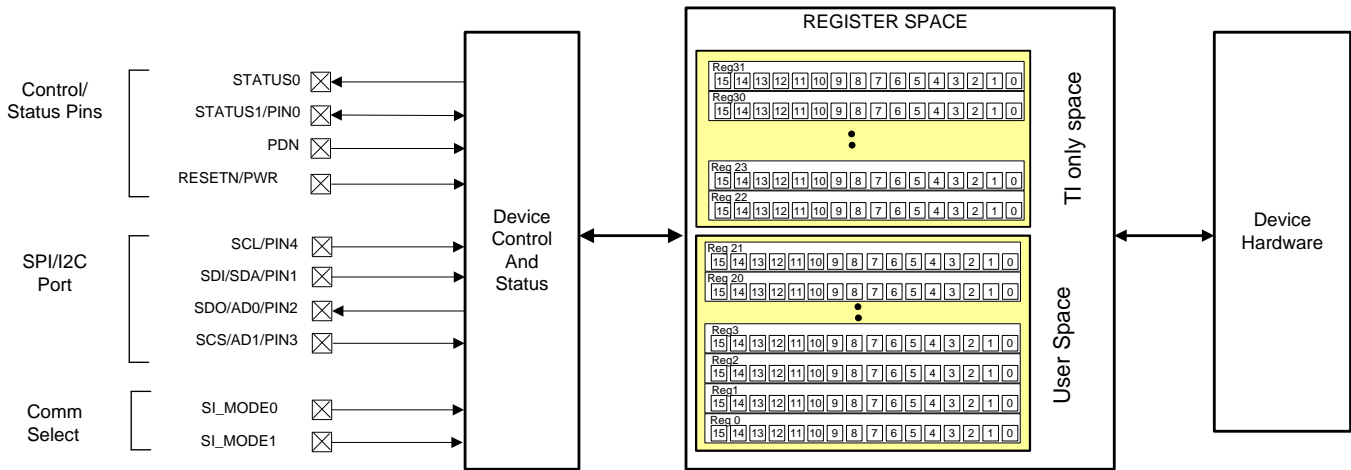 Control/
Status Pins
STATUS0
STATUS1/PIN0
PDN
RESETN/PWR
SPI/I2C
Port
SCL/PIN4
SDI/SDA/PIN1
SDO/AD0/PIN2
SCS/AD1/PIN3
Comm
Select
SI_MODE0
SI_MODE1
Device
Control
And
Status
REGISTER SPACE
Reg31
15 14 13 12 11 10 9 8 7 6 5 4 3 2 1 0
Reg30
15 14 13 12 11 10 9 8 7 6 5 4 3 2 1 0
Reg 23
15 14 13 12 11 10 9 8 7 6 5 4 3 2 1 0
Reg 22
15 14 13 12 11 10 9 8 7 6 5 4 3 2 1 0
TI only space
Reg 21
15 14 13 12 11 10 9 8 7 6 5 4 3 2 1 0
Reg 20
15 14 13 12 11 10 9 8 7 6 5 4 3 2 1 0
Reg3
15 14 13 12 11 10 9 8 7 6 5 4 3 2 1 0
Reg2
15 14 13 12 11 10 9 8 7 6 5 4 3 2 1 0
Reg1
15 14 13 12 11 10 9 8 7 6 5 4 3 2 1 0
Reg 0
15 14 13 12 11 10 9 8 7 6 5 4 3 2 1 0
User Space
Device
Hardware